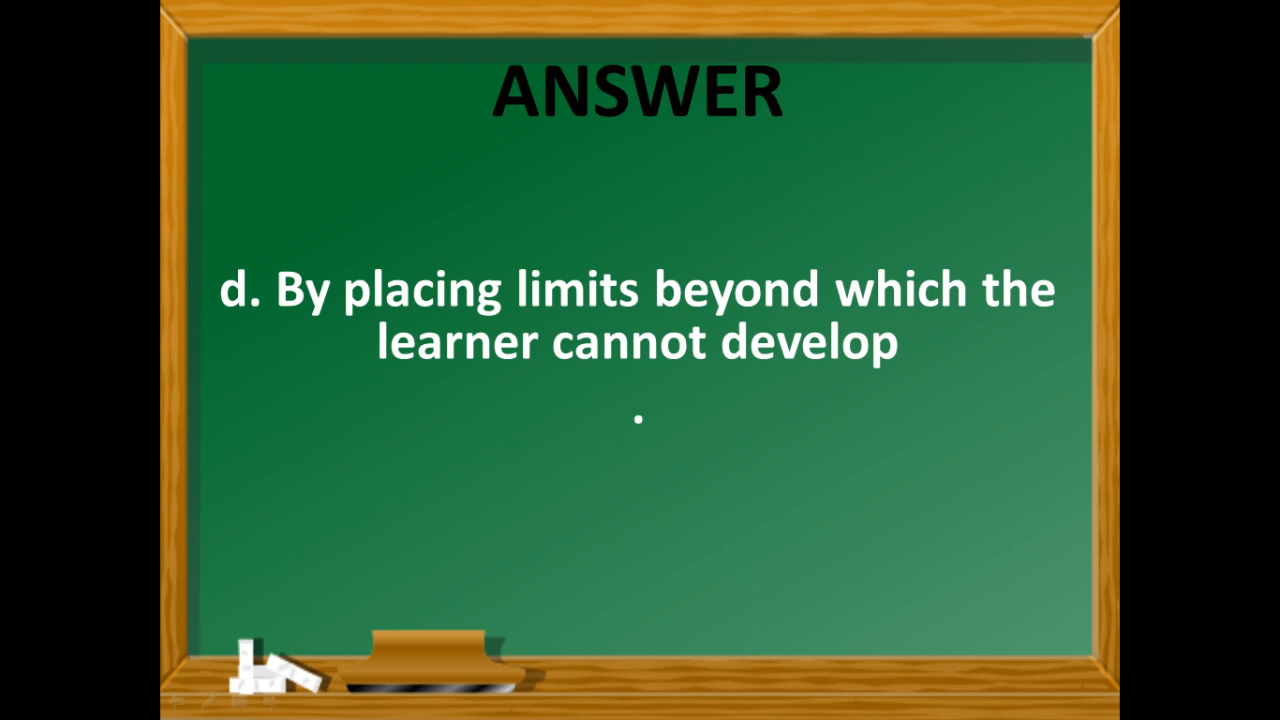 ANSWER
d. By placing limits beyond which the
learner cannot develop
.